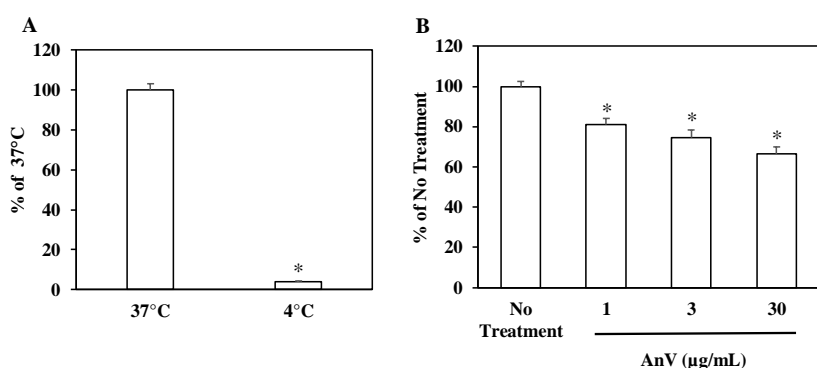 A
% of 37°C
120
100
80
60
40
20
0
*
37°C
4°C
B
% of No Treatment
120
100
80
60
40
20
0
*
*
*
No
Treatment
1
3
30
AnV (µg/mL)